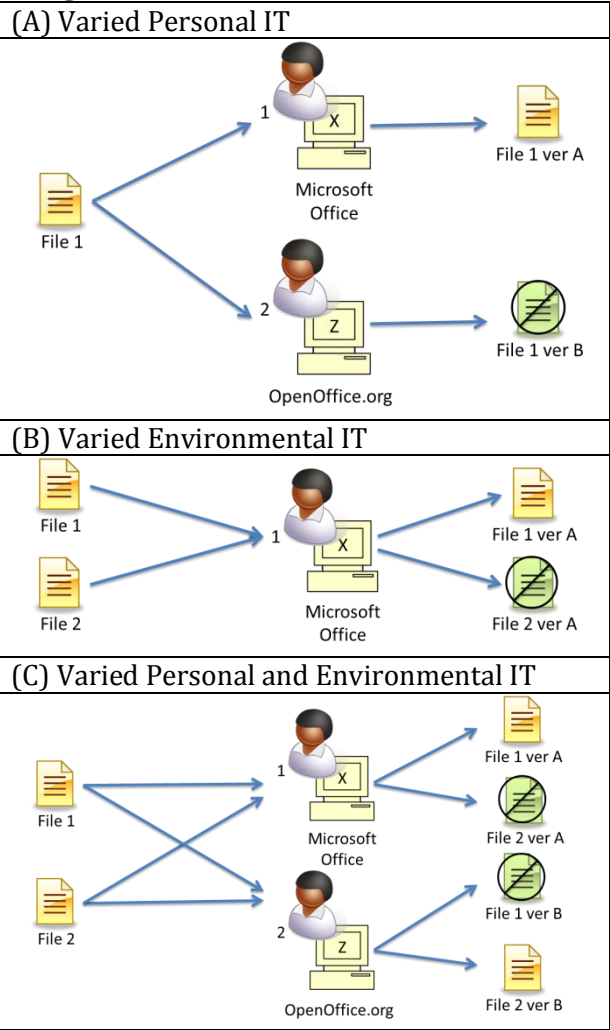 (A) Varied Personal IT
1
X
File 1 ver A
Microsoft
Office
File 1
2
Z
File 1 ver B
OpenOffice.org
(B) Varied Environmental IT
File 1
File 2
1
X
Microsoft
Office
File 1 ver A
File 2 ver A
(C) Varied Personal and Environmental IT
File 1
File 2
1
X
Microsoft
Office
File 1 ver A
File 2 ver A
2
Z
OpenOffice.org
File 1 ver B
File 2 ver B